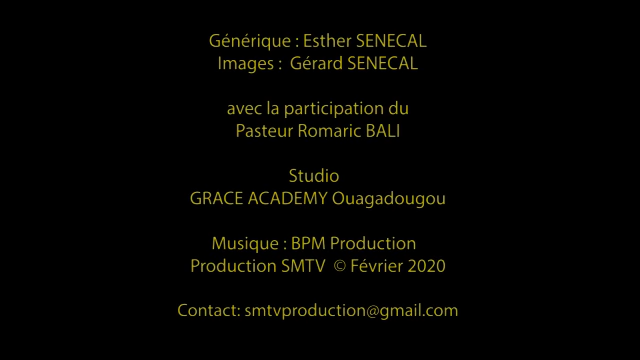 Générique : Esther SENECAL
Images :  Gérard SENECAL
avec la participation du
Pasteur Romaric BALI
Studio
GRACE ACADEMY Ouagadougou
Musique : BPM Production
Production SMTV  © Février 2020
Contact: smtvproduction@gmail.com